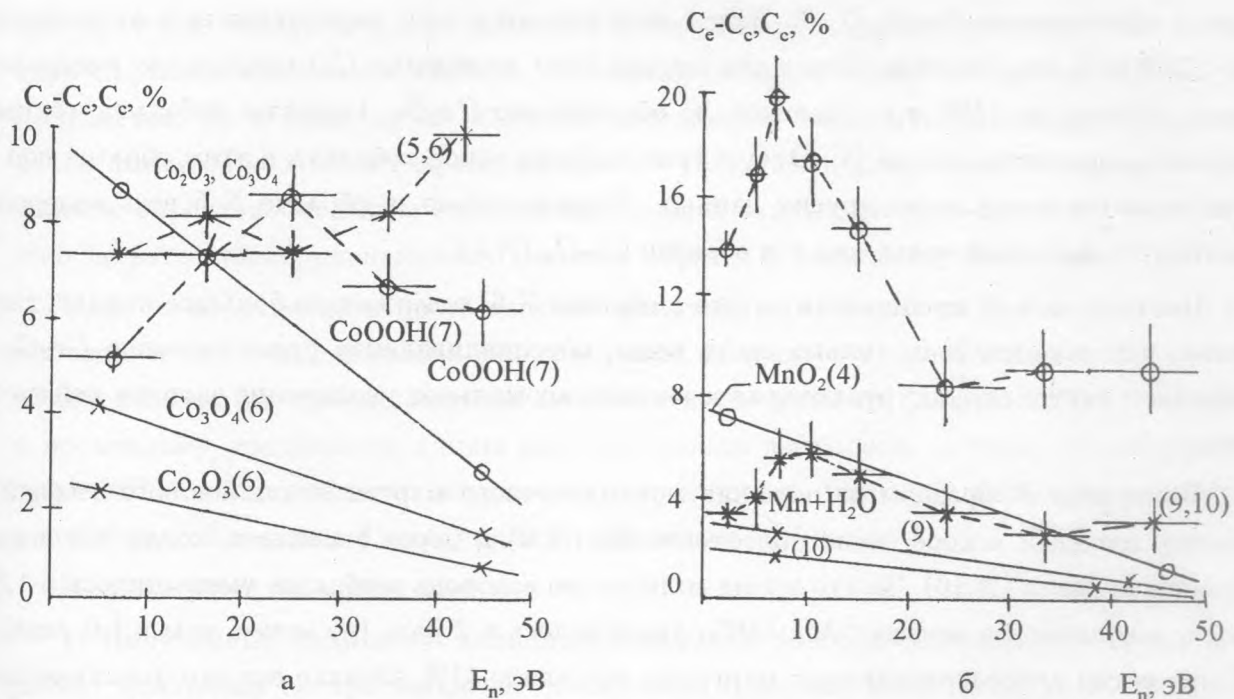 Cₑ-C꜀,C꜀, %
10
8
6
4
2
0
10
20
30
40
50
Co₂O₃, Co₃O₄
(5,6)
CoOOH(7)
CoOOH(7)
Co₃O₄(6)
Co₂O₃(6)
а
Eₙ,эВ
Cₑ-C꜀,C꜀, %
20
16
12
8
4
0
10
20
30
40
50
MnO₂(4)
Mn+H₂O
(10)
(9)
(9,10)
б
Eₙ,эВ